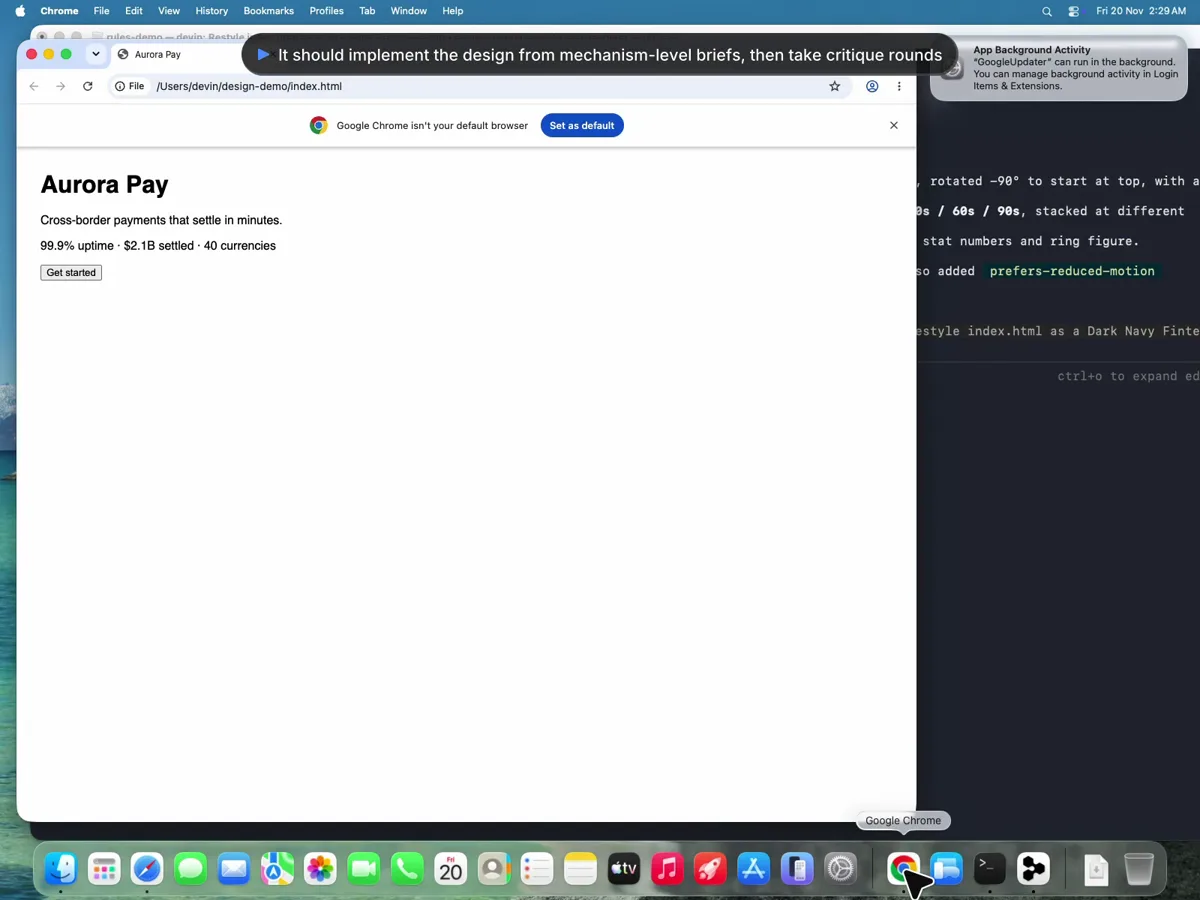 Chrome File Edit View History Bookmarks Profiles Tab Window Help
Fri 20 Nov 2:29 AM
rules-demo — devin: Restyle i
Aurora Pay
It should implement the design from mechanism-level briefs, then take critique rounds
App Background Activity
"GoogleUpdater" can run in the background.
You can manage background activity in Login
Items & Extensions.
File /Users/devin/design-demo/index.html
Google Chrome isn't your default browser
Set as default
Aurora Pay
Cross-border payments that settle in minutes.
99.9% uptime · $2.1B settled · 40 currencies
Get started
, rotated -90° to start at top, with a
0s / 60s / 90s, stacked at different
stat numbers and ring figure.
so added prefers-reduced-motion
estyle index.html as a Dark Navy Finte
ctrl+o to expand ed
Google Chrome
Fri
20
tv